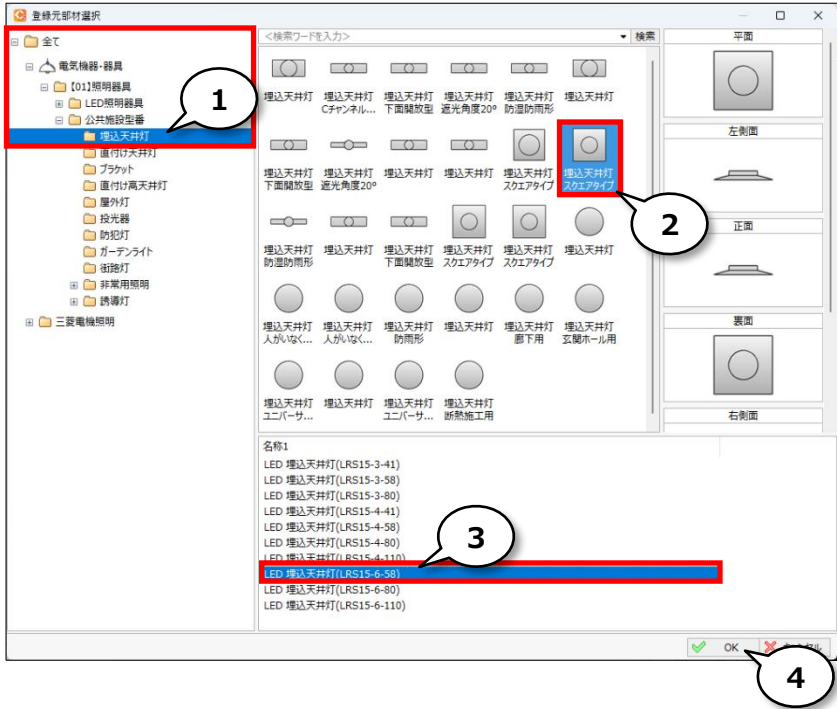 登録元部材選択
全て
電気機器・器具
【01】照明器具
LED照明器具
公共施設型番
埋込天井灯
直付け天井灯
ブラケット
直付け高天井灯
屋外灯
投光器
防犯灯
ガーデンライト
街路灯
非常用照明
誘導灯
三菱電機照明
1
<検索ワードを入力> 検索
埋込天井灯 埋込天井灯 埋込天井灯 埋込天井灯 埋込天井灯 埋込天井灯
Cチャンネル... 下面開放型 遮光角度20° 防湿防雨形
埋込天井灯 埋込天井灯 埋込天井灯 埋込天井灯 埋込天井灯 埋込天井灯
下面開放型 遮光角度20° スクエアタイプ スクエアタイプ
2
埋込天井灯 埋込天井灯 埋込天井灯 埋込天井灯 埋込天井灯 埋込天井灯
防湿防雨形 下面開放型 スクエアタイプ スクエアタイプ
埋込天井灯 埋込天井灯 埋込天井灯 埋込天井灯 埋込天井灯 埋込天井灯
人がいなく... 人がいなく... 防雨形 廊下用 玄関ホール用
埋込天井灯 埋込天井灯 埋込天井灯 埋込天井灯
ユニバーサ... ユニバーサ... 断熱施工用
平面
左側面
正面
裏面
右側面
名称1
LED 埋込天井灯(LRS15-3-41)
LED 埋込天井灯(LRS15-3-58)
LED 埋込天井灯(LRS15-3-80)
LED 埋込天井灯(LRS15-4-41)
LED 埋込天井灯(LRS15-4-58)
LED 埋込天井灯(LRS15-4-80)
LED 埋込天井灯(LRS15-4-110)
LED 埋込天井灯(LRS15-6-58)
LED 埋込天井灯(LRS15-6-80)
LED 埋込天井灯(LRS15-6-110)
3
OK
4